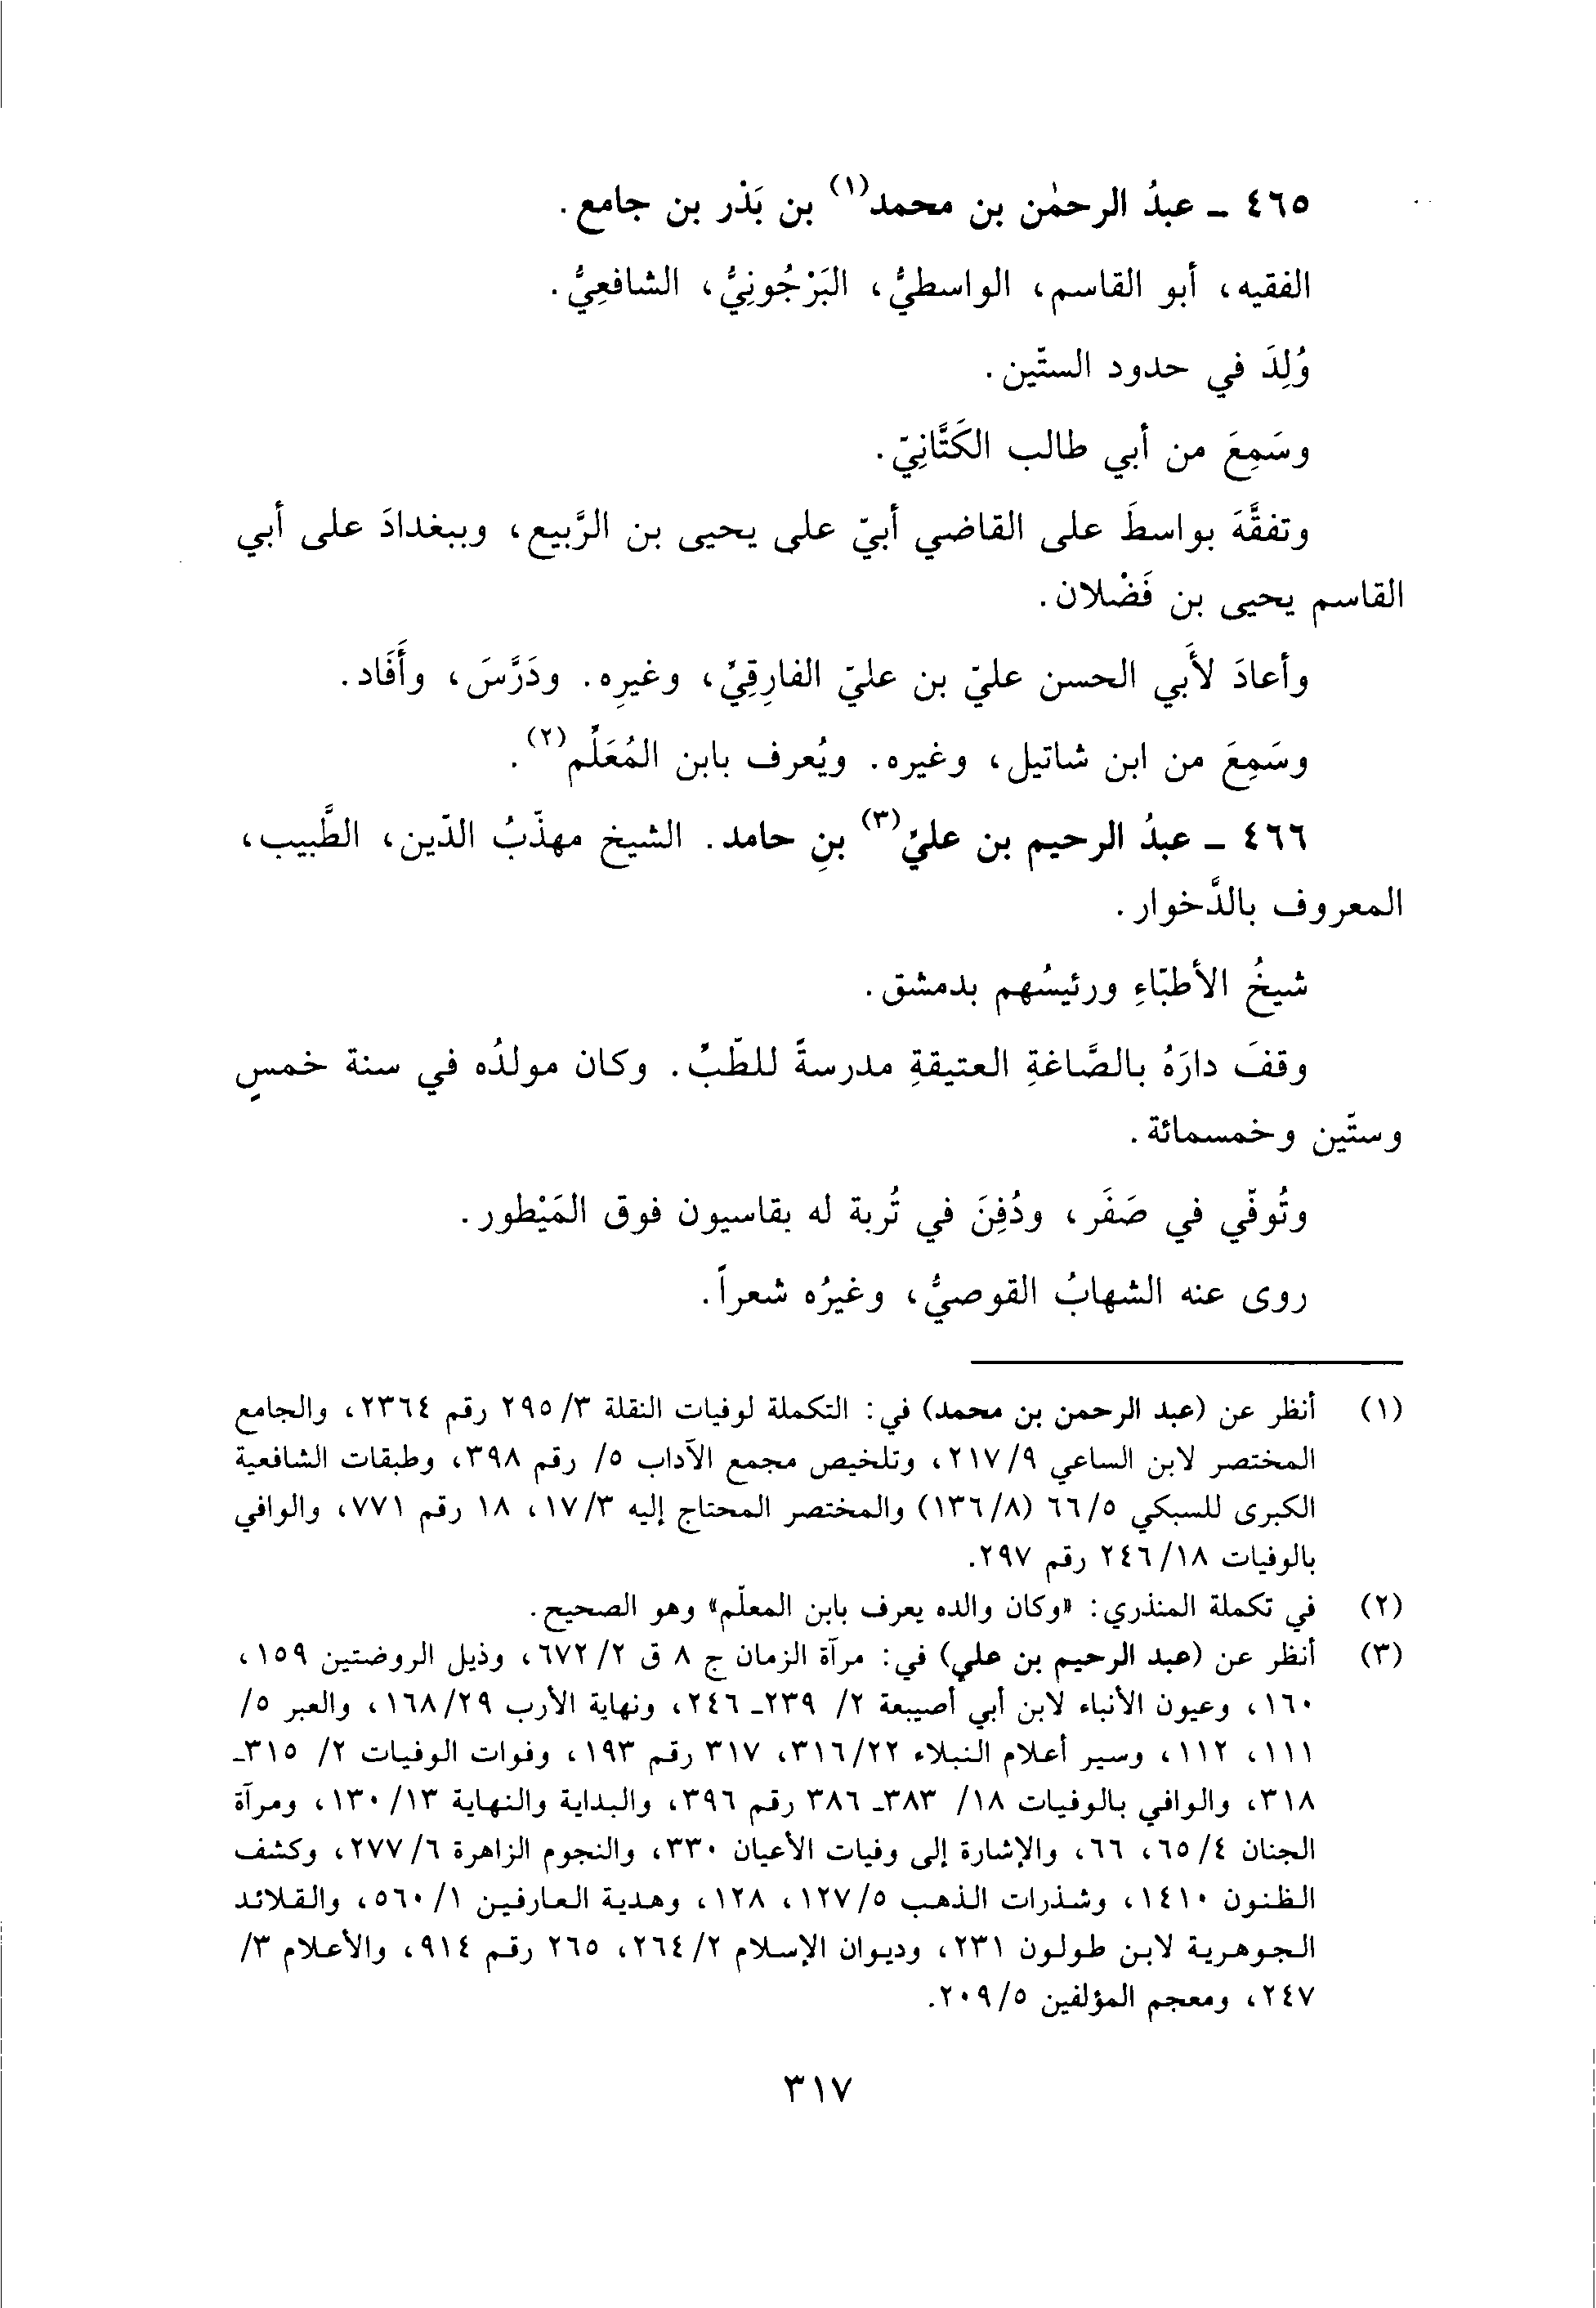 ٤٦٥ ـ عبدُ الرحمٰن بن محمد(١) بن بَدْر بن جامع.
الفقيه، أبو القاسم، الواسطيُّ، البَرْجُونِيُّ، الشافعِيُّ.
وُلِدَ في حدود الستّين.
وسَمِعَ من أبي طالب الكَتَّانِيّ.
وتفقَّهَ بواسطَ على القاضي أبيّ على يحيى بن الرَّبيع، وببغدادَ على أبي
القاسم يحيى بن فَضْلان.
وأعادَ لأَبي الحسن عليّ بن عليّ الفارِقِيِّ، وغيرِه. ودَرَّسَ، وأَفَاد.
وسَمِعَ من ابن شاتيل، وغيره. ويُعرف بابن المُعَلِّم(٢).
٤٦٦ ـ عبدُ الرحيم بن عليّ(٣) بنِ حامد. الشيخ مهذّبُ الدّين، الطَّبيب،
المعروف بالدَّخوار.
شيخُ الأطبّاءِ ورئيسُهم بدمشق.
وقفَ دارَهُ بالصَّاغةِ العتيقةِ مدرسةً للطّبِّ. وكان مولدُه في سنة خمسٍ
وستّين وخمسمائة.
وتُوفّي في صَفَر، ودُفِنَ في تُربة له بقاسيون فوق المَيْطور.
روى عنه الشهابُ القوصيُّ، وغيرُه شعراً.
(١) أنظر عن (عبد الرحمن بن محمد) في: التكملة لوفيات النقلة ٣/ ٢٩٥ رقم ٢٣٦٤، والجامع
المختصر لابن الساعي ٩/ ٢١٧، وتلخيص مجمع الآداب ٥/ رقم ٣٩٨، وطبقات الشافعية
الكبرى للسبكي ٥/ ٦٦ (٨/ ١٣٦) والمختصر المحتاج إليه ٣/ ١٧، ١٨ رقم ٧٧١، والوافي
بالوفيات ١٨/ ٢٤٦ رقم ٢٩٧.
(٢) في تكملة المنذري: «وكان والده يعرف بابن المعلّم» وهو الصحيح.
(٣) أنظر عن (عبد الرحيم بن علي) في: مرآة الزمان ج ٨ ق ٢/ ٦٧٢، وذيل الروضتين ١٥٩،
١٦٠، وعيون الأنباء لابن أبي أصيبعة ٢/ ٢٣٩ـ ٢٤٦، ونهاية الأرب ٢٩/ ١٦٨، والعبر ٥/
١١١، ١١٢، وسير أعلام النبلاء ٢٢/ ٣١٦، ٣١٧ رقم ١٩٣، وفوات الوفيات ٢/ ٣١٥ـ
٣١٨، والوافي بالوفيات ١٨/ ٣٨٣ـ ٣٨٦ رقم ٣٩٦، والبداية والنهاية ١٣/ ١٣٠، ومرآة
الجنان ٤/ ٦٥، ٦٦، والإشارة إلى وفيات الأعيان ٣٣٠، والنجوم الزاهرة ٦/ ٢٧٧، وكشف
الظنون ١٤١٠، وشذرات الذهب ٥/ ١٢٧، ١٢٨، وهدية العارفين ١/ ٥٦٠، والقلائد
الجوهرية لابن طولون ٢٣١، وديوان الإسلام ٢/ ٢٦٤، ٢٦٥ رقم ٩١٤، والأعلام ٣/
٢٤٧، ومعجم المؤلفين ٥/ ٢٠٩.
٣١٧